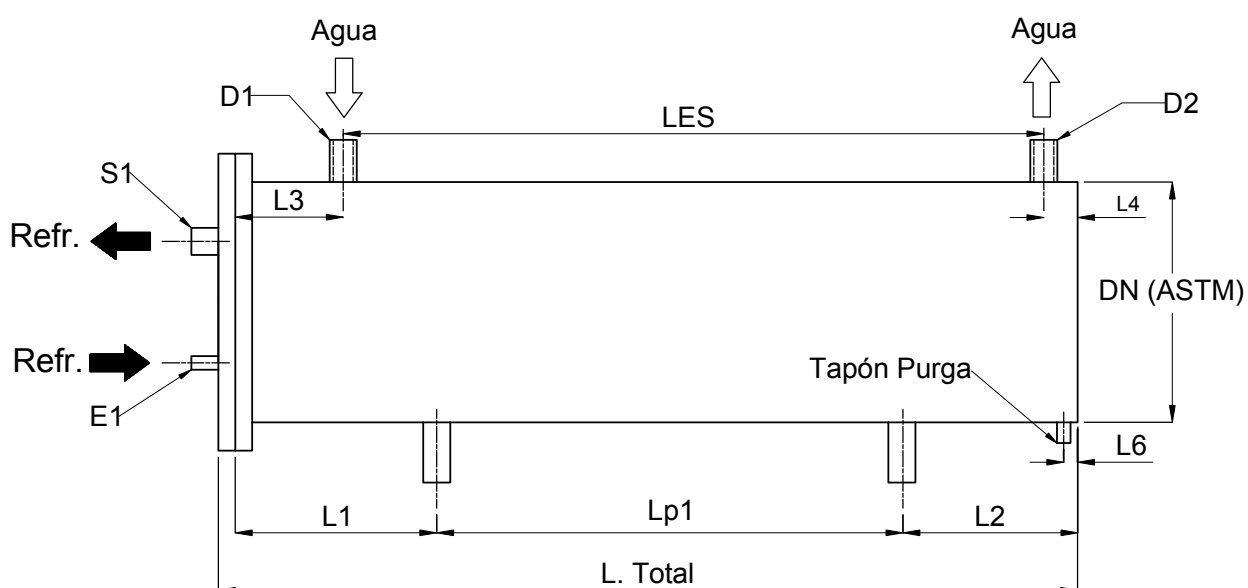 Agua
Agua
D1
LES
D2
S1
L3
L4
Refr.
DN (ASTM)
Refr.
Tapón Purga
E1
L6
L1
Lp1
L2
L. Total